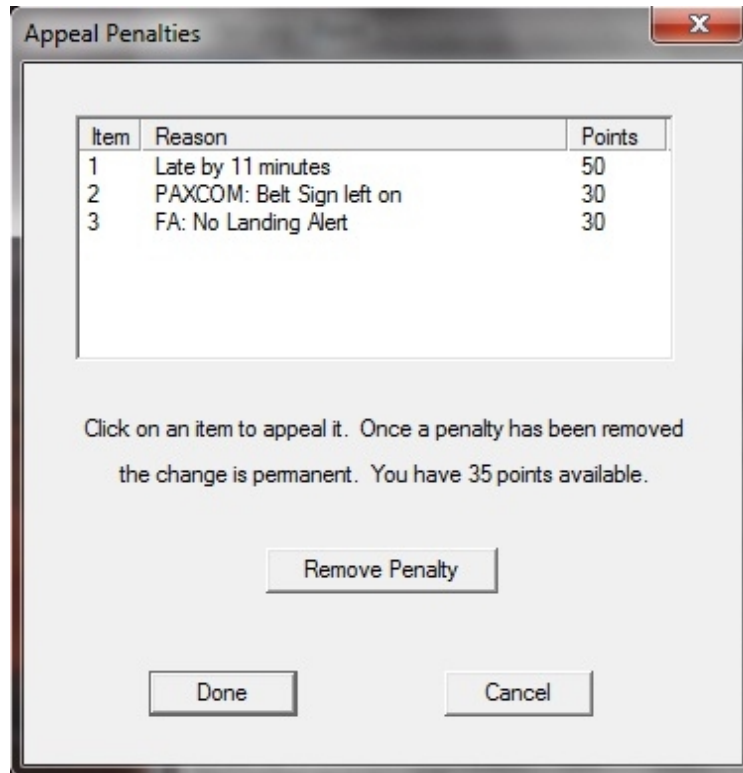 Appeal Penalties
Item Reason Points
1 Late by 11 minutes 50
2 PAXCOM: Belt Sign left on 30
3 FA: No Landing Alert 30
Click on an item to appeal it. Once a penalty has been removed
the change is permanent. You have 35 points available.
Remove Penalty
Done Cancel